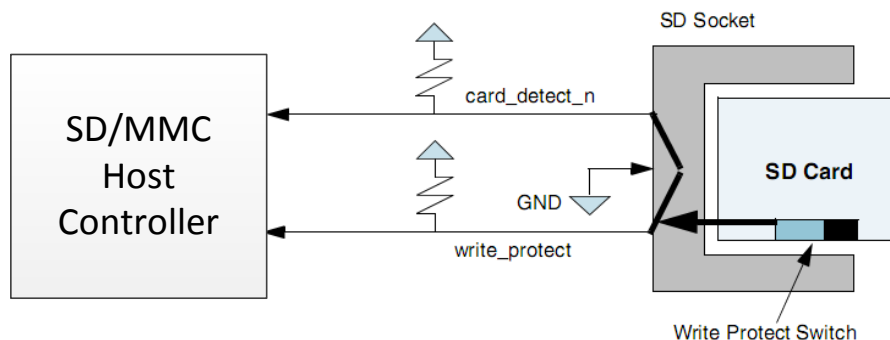 SD Socket
card_detect_n
SD/MMC
Host
Controller
SD Card
GND
write_protect
Write Protect Switch